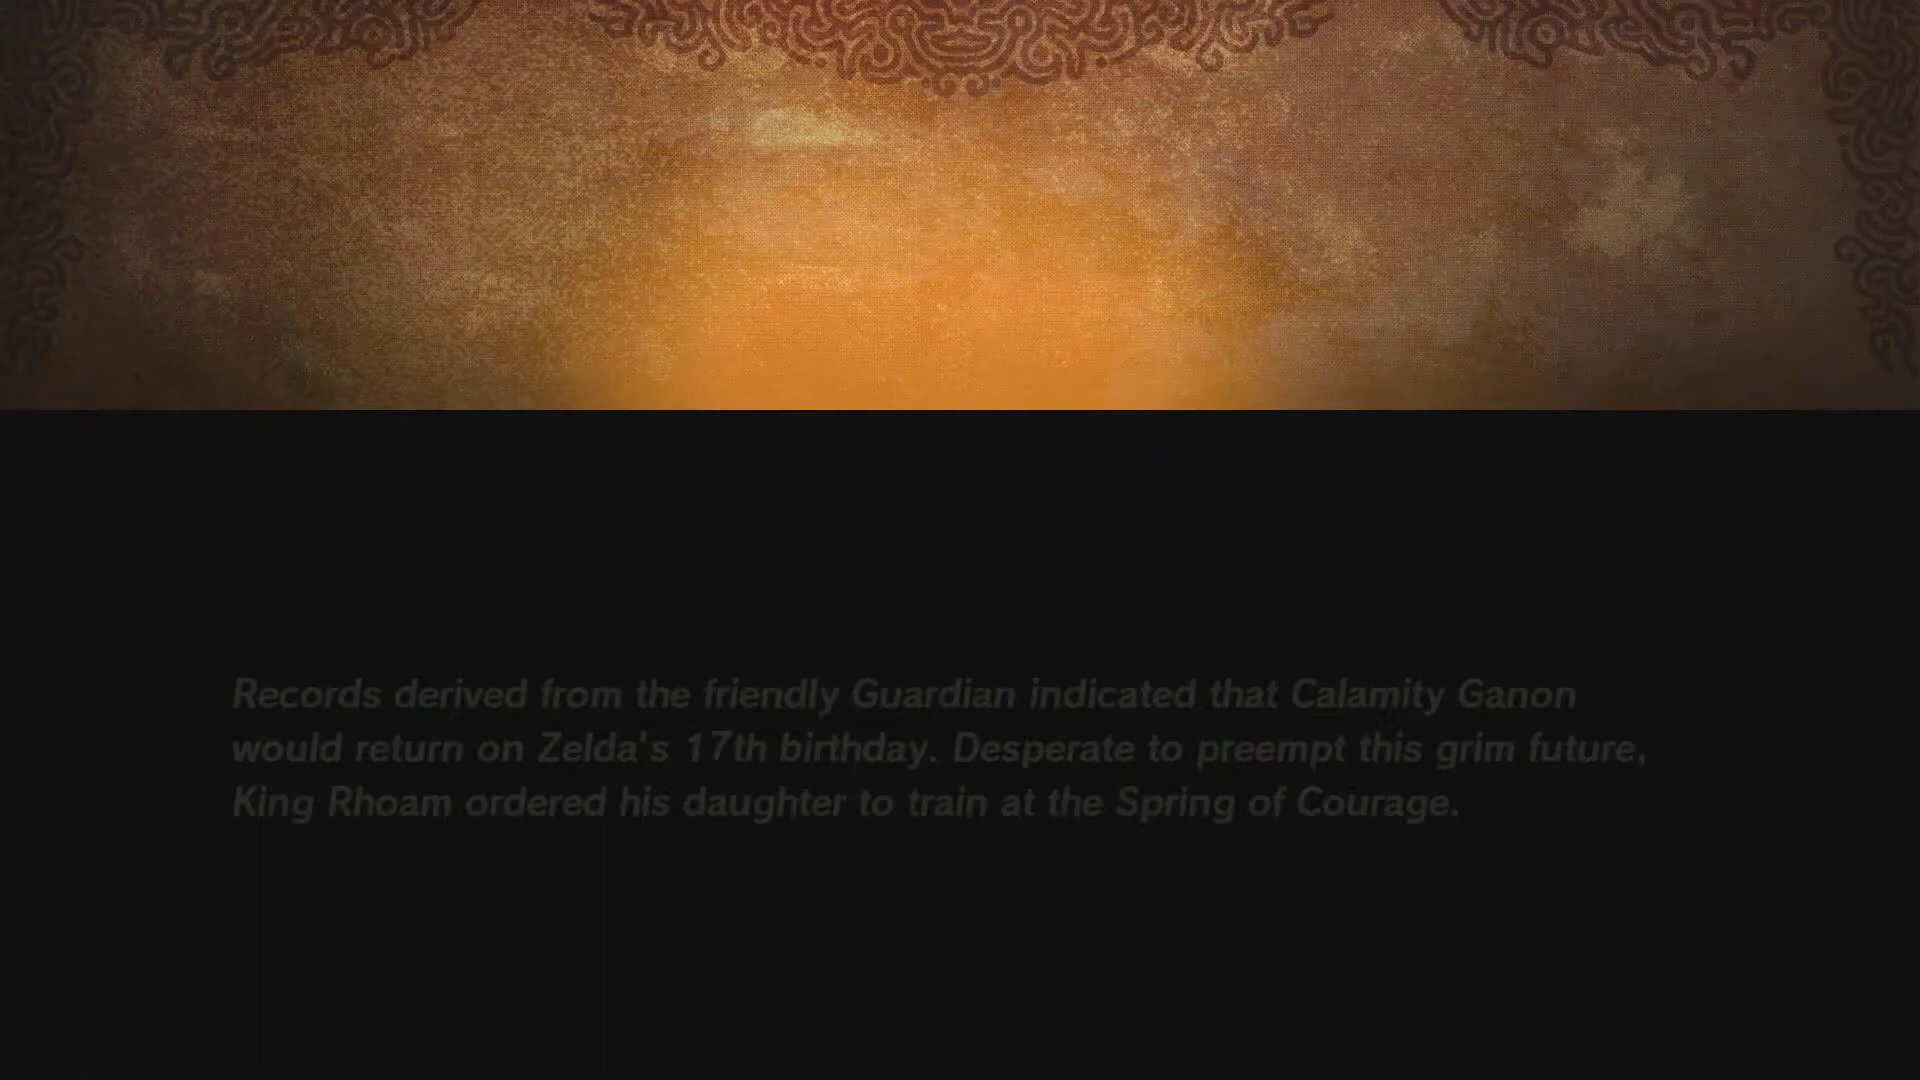 Records derived from the friendly Guardian indicated that Calamity Ganon
would return on Zelda's 17th birthday. Desperate to preempt this grim future,
King Rhoam ordered his daughter to train at the Spring of Courage.